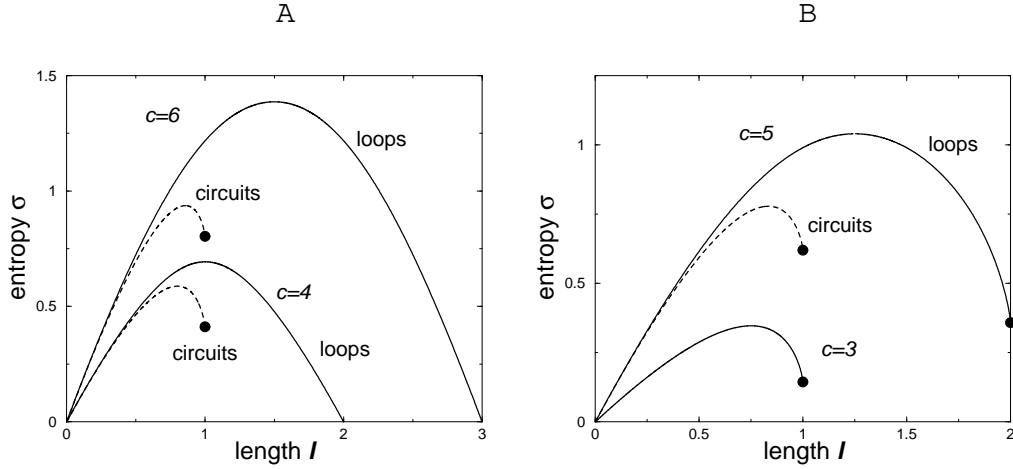 A
B
1.5
1
0.5
0
entropy σ
c=6
loops
circuits
c=4
circuits
loops
0
1
2
3
length l
1
0.5
0
entropy σ
c=5
loops
circuits
c=3
0
0.5
1
1.5
2
length l